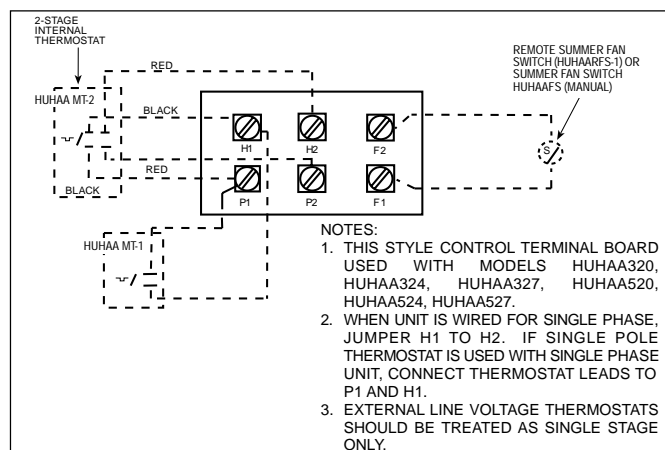 2-STAGE
INTERNAL
THERMOSTAT
RED
HUHAA MT-2
BLACK
RED
BLACK
H1
H2
F2
P1
P2
F1
REMOTE SUMMER FAN
SWITCH (HUHAARFS-1) OR
SUMMER FAN SWITCH
HUHAAFS (MANUAL)
S
HUHAA MT-1
NOTES:
1. THIS STYLE CONTROL TERMINAL BOARD
USED WITH MODELS HUHAA320,
HUHAA324, HUHAA327, HUHAA520,
HUHAA524, HUHAA527.
2. WHEN UNIT IS WIRED FOR SINGLE PHASE,
JUMPER H1 TO H2. IF SINGLE POLE
THERMOSTAT IS USED WITH SINGLE PHASE
UNIT, CONNECT THERMOSTAT LEADS TO
P1 AND H1.
3. EXTERNAL LINE VOLTAGE THERMOSTATS
SHOULD BE TREATED AS SINGLE STAGE
ONLY.